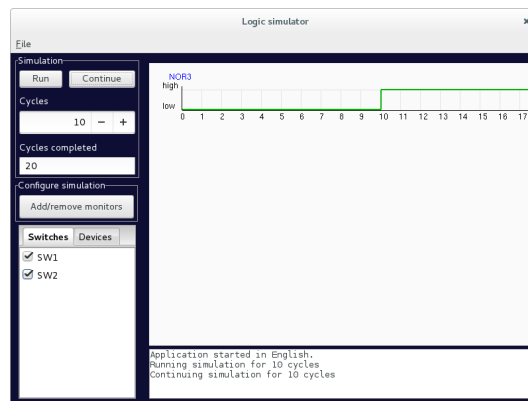 Logic simulator
File
Simulation
Run Continue
Cycles
10 − +
Cycles completed
20
Configure simulation
Add/remove monitors
Switches Devices
SW1
SW2
NOR3
high
low
0 1 2 3 4 5 6 7 8 9 10 11 12 13 14 15 16 17
Application started in English.
Running simulation for 10 cycles
Continuing simulation for 10 cycles